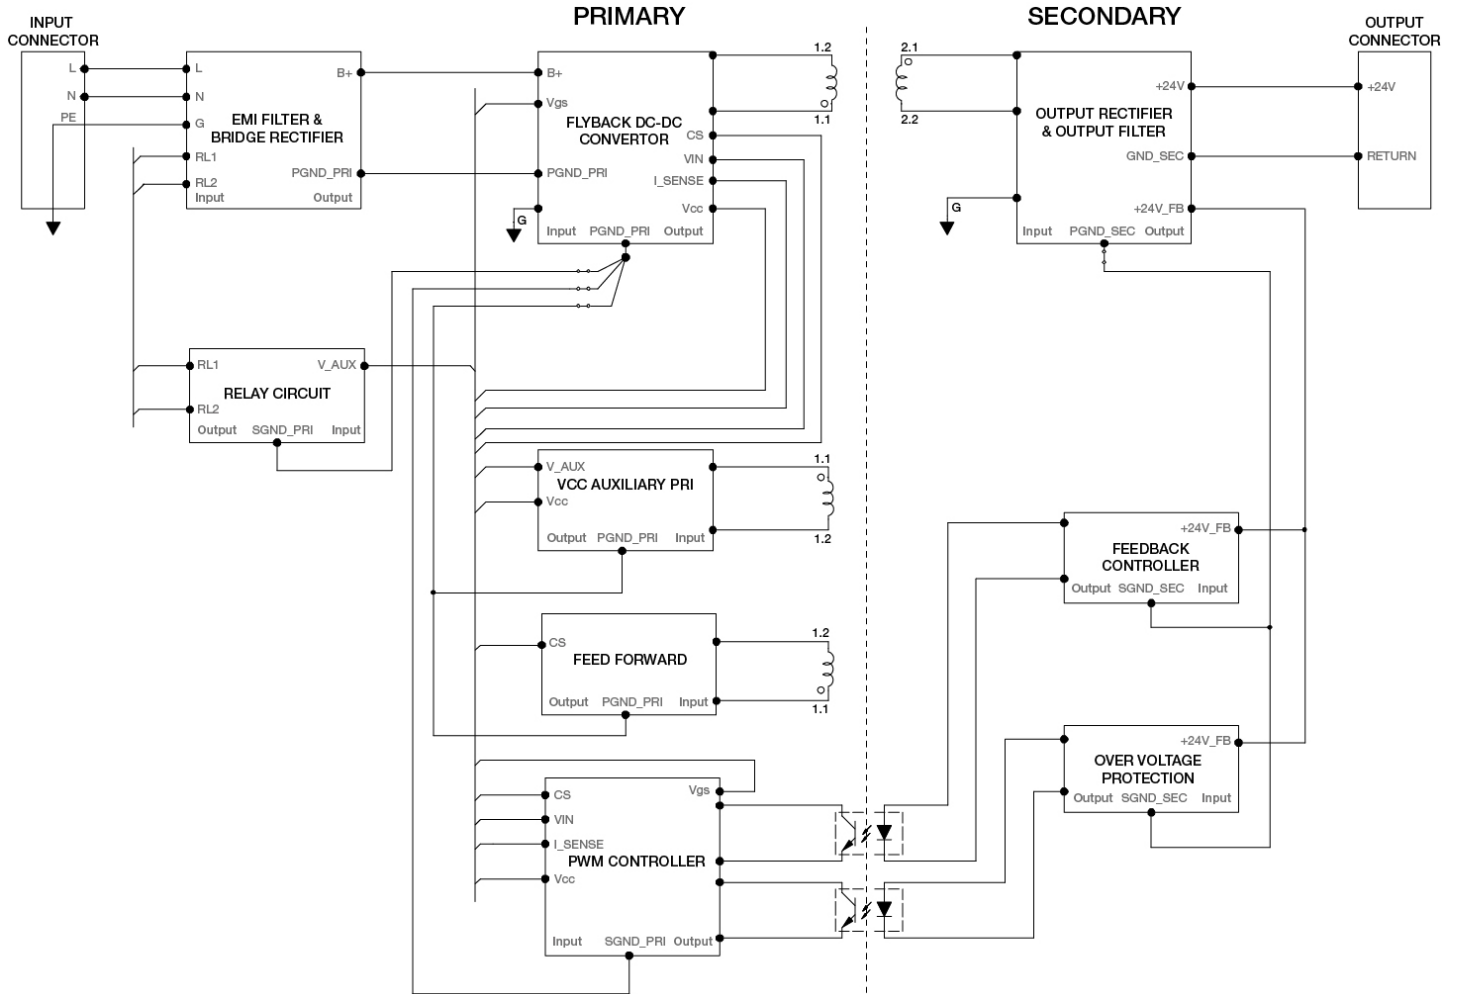 PRIMARY
SECONDARY
INPUT
CONNECTOR
OUTPUT
CONNECTOR
L
N
PE
L
N
G
RL1
RL2
Input
B+
PGND_PRI
Output
EMI FILTER &
BRIDGE RECTIFIER
B+
Vgs
PGND_PRI
G
FLYBACK DC-DC
CONVERTOR
CS
VIN
I_SENSE
Vcc
Input
PGND_PRI
Output
1.2
1.1
2.1
2.2
OUTPUT RECTIFIER
& OUTPUT FILTER
+24V
GND_SEC
+24V_FB
G
Input
PGND_SEC
Output
+24V
RETURN
RL1
V_AUX
RELAY CIRCUIT
RL2
Output
SGND_PRI
Input
V_AUX
VCC AUXILIARY PRI
Vcc
Output
PGND_PRI
Input
1.1
1.2
CS
FEED FORWARD
Output
PGND_PRI
Input
1.2
1.1
+24V_FB
FEEDBACK
CONTROLLER
Output
SGND_SEC
Input
+24V_FB
OVER VOLTAGE
PROTECTION
Output
SGND_SEC
Input
Vgs
CS
VIN
I_SENSE
PWM CONTROLLER
Vcc
Input
SGND_PRI
Output